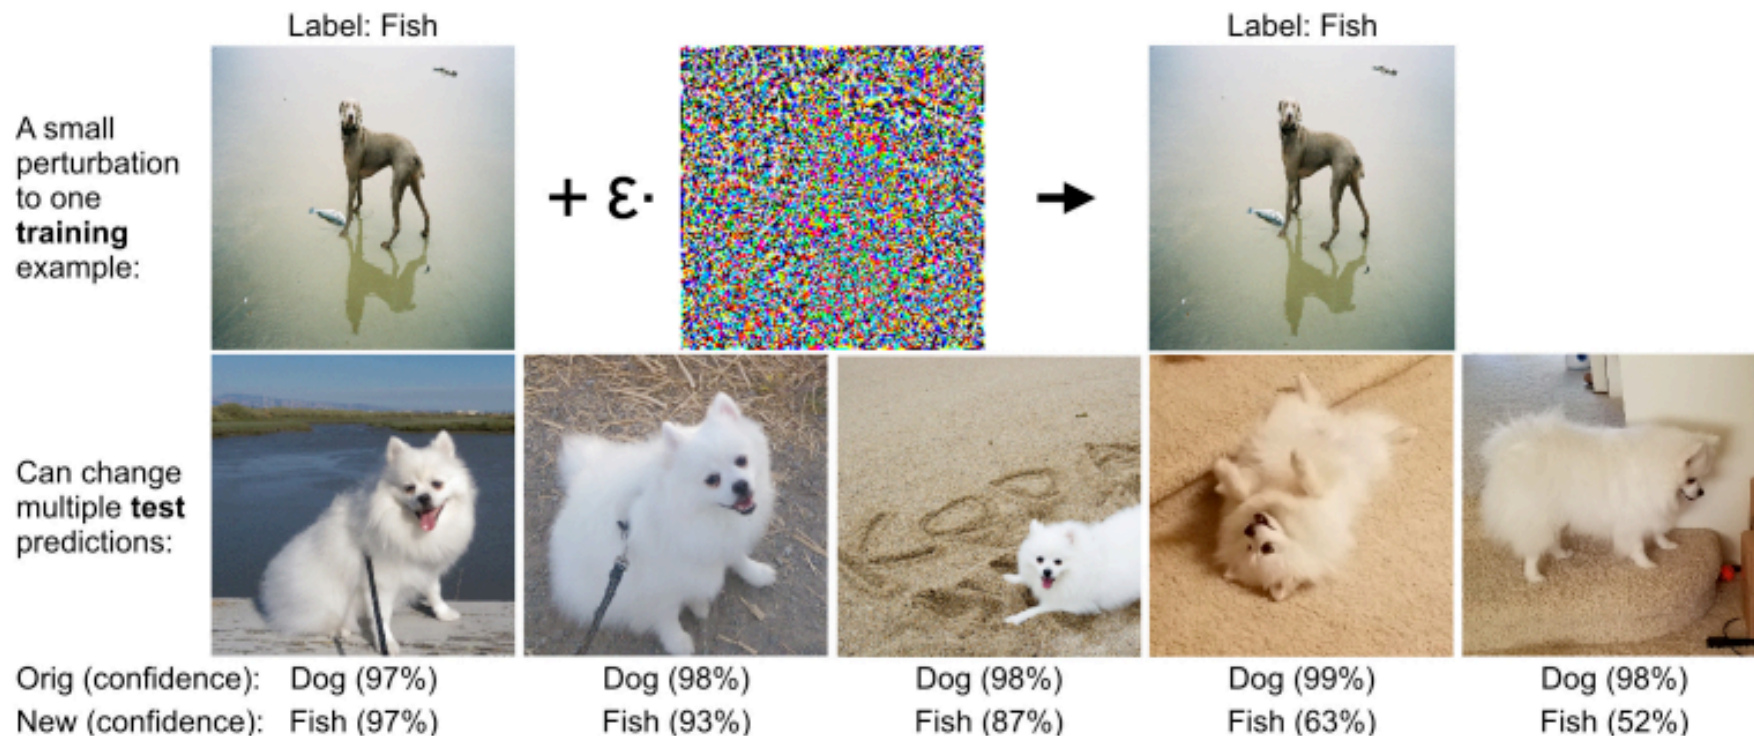 Label: Fish
Label: Fish
A small
perturbation
to one
training
example:
+ ε·
Can change
multiple test
predictions:
Orig (confidence): Dog (97%) Dog (98%) Dog (98%) Dog (99%) Dog (98%)
New (confidence): Fish (97%) Fish (93%) Fish (87%) Fish (63%) Fish (52%)